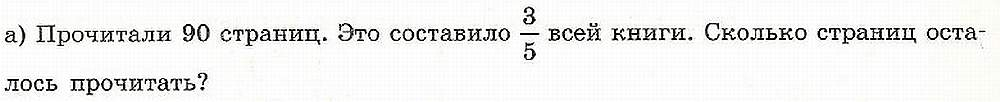 а) Прочитали 90 страниц. Это составило 3/5 всей книги. Сколько страниц оста-
лось прочитать?